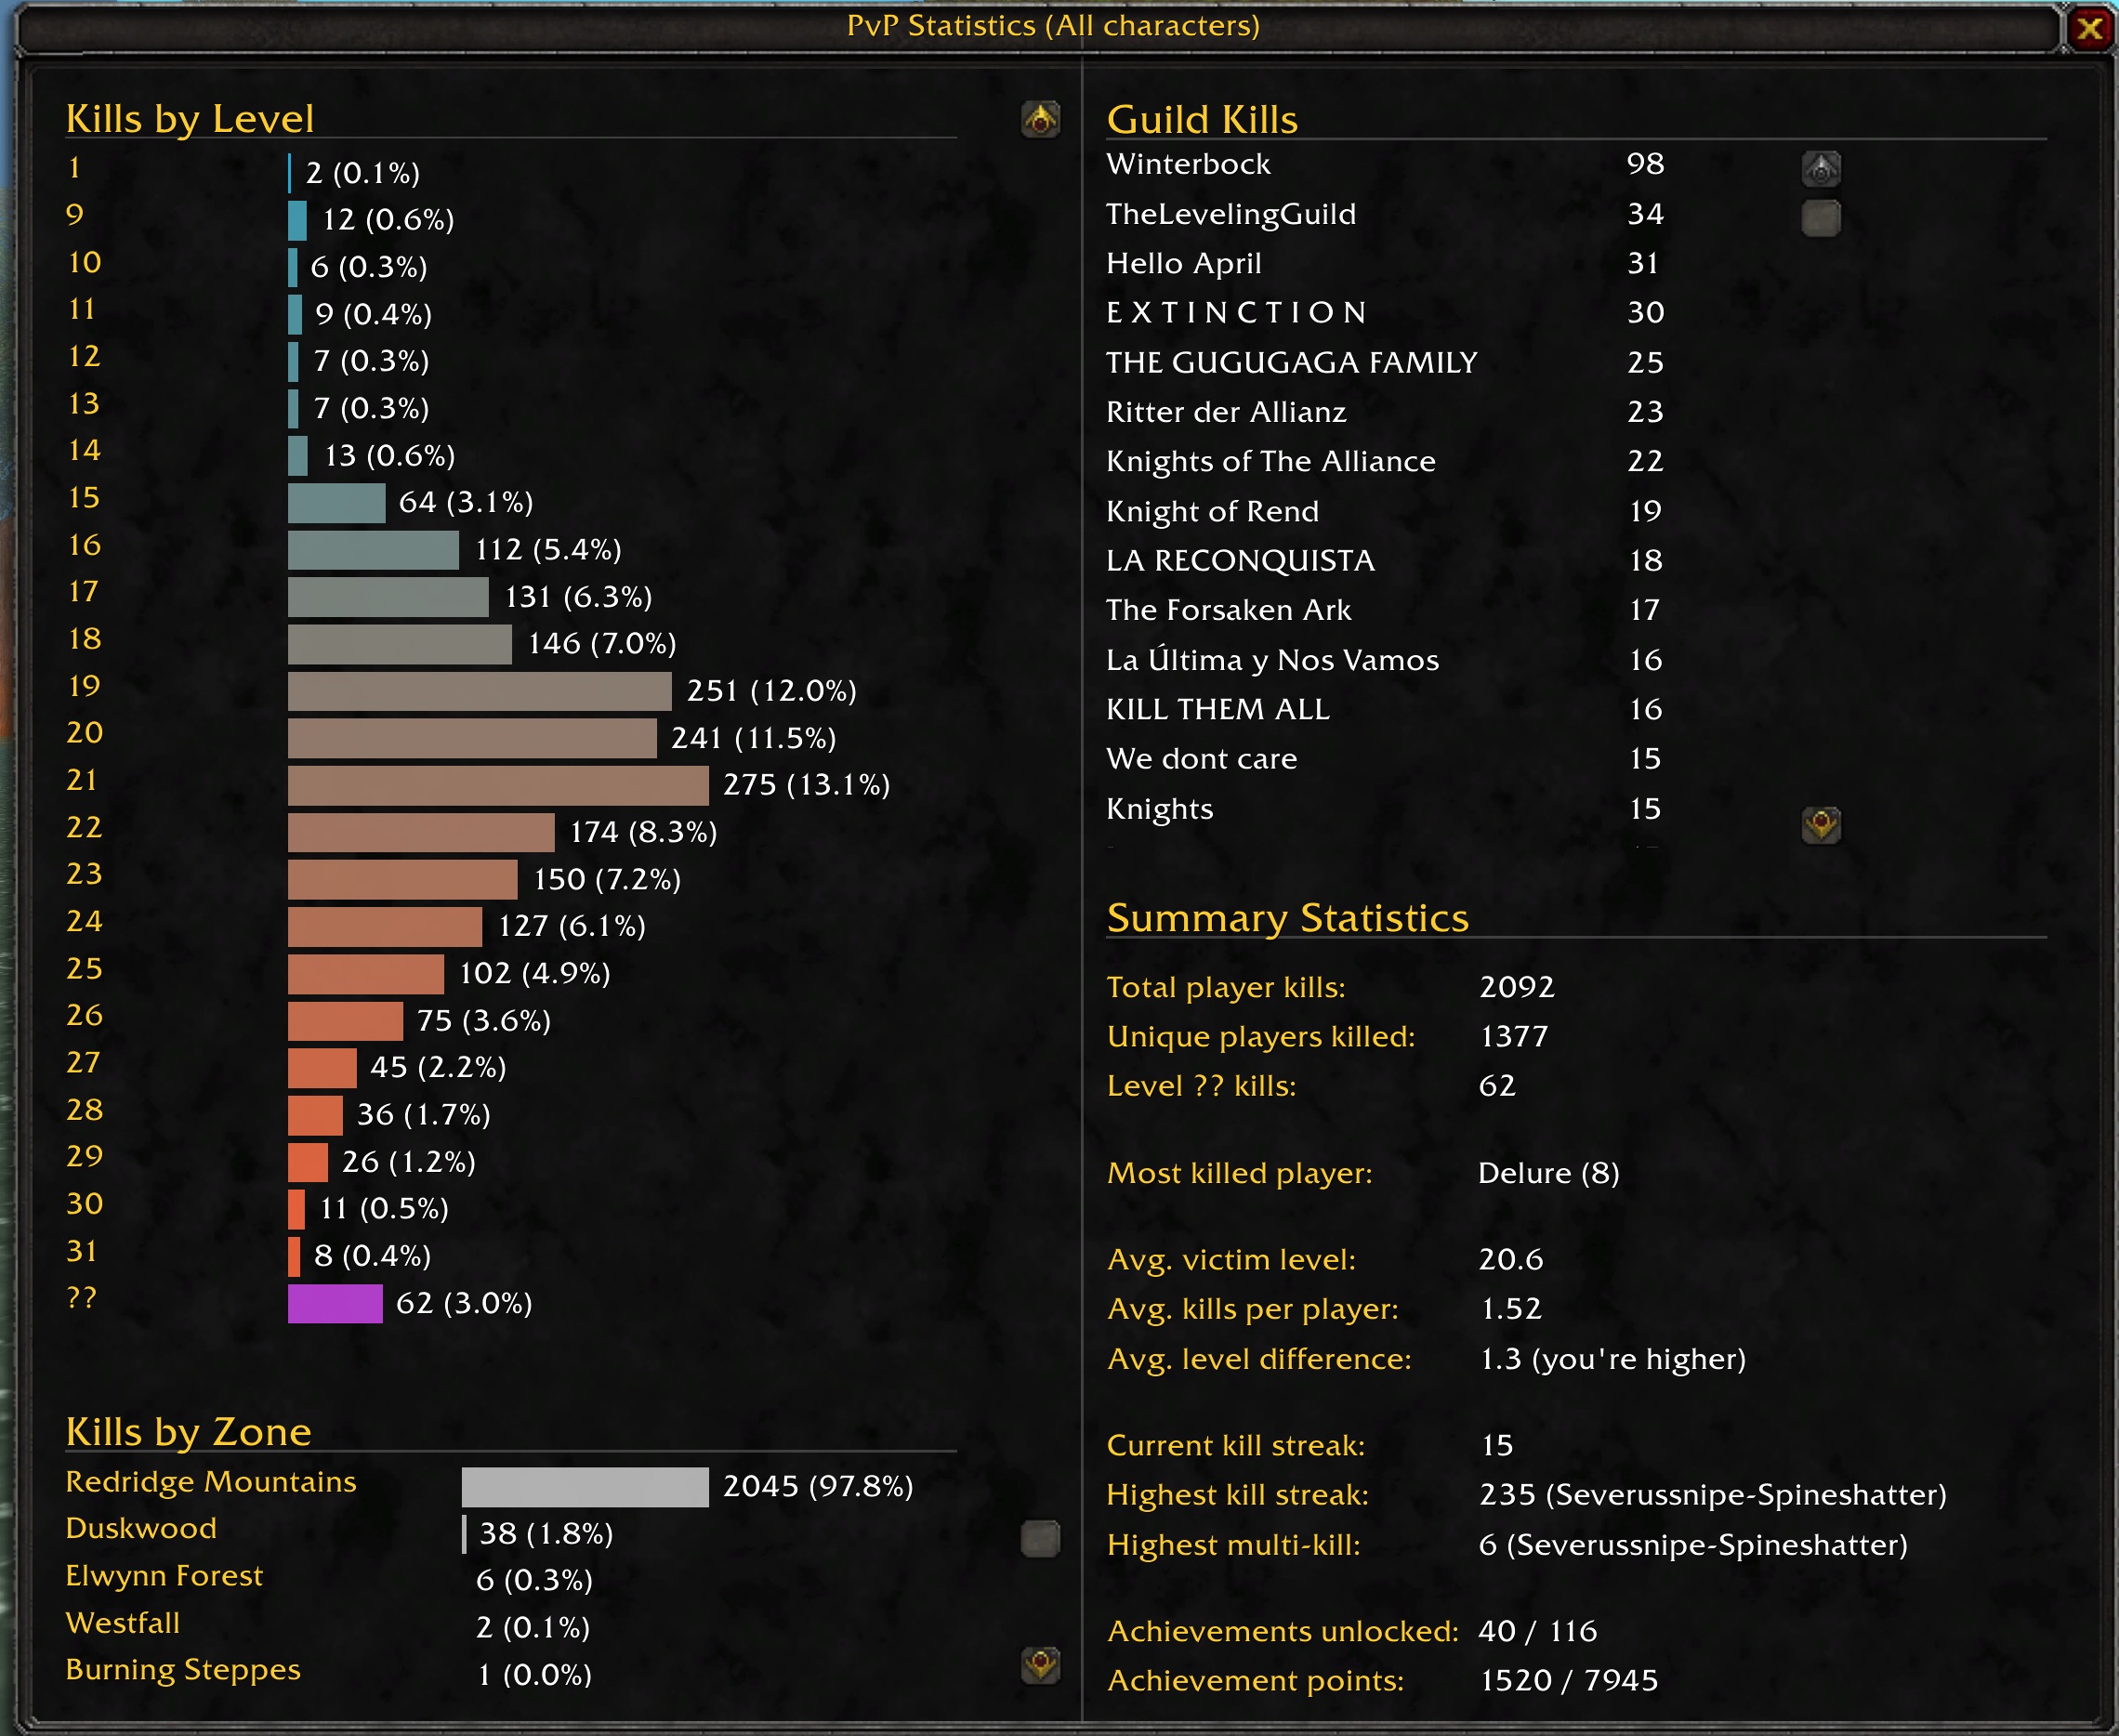 PvP Statistics (All characters)
Kills by Level
1 2 (0.1%)
9 12 (0.6%)
10 6 (0.3%)
11 9 (0.4%)
12 7 (0.3%)
13 7 (0.3%)
14 13 (0.6%)
15 64 (3.1%)
16 112 (5.4%)
17 131 (6.3%)
18 146 (7.0%)
19 251 (12.0%)
20 241 (11.5%)
21 275 (13.1%)
22 174 (8.3%)
23 150 (7.2%)
24 127 (6.1%)
25 102 (4.9%)
26 75 (3.6%)
27 45 (2.2%)
28 36 (1.7%)
29 26 (1.2%)
30 11 (0.5%)
31 8 (0.4%)
?? 62 (3.0%)
Kills by Zone
Redridge Mountains 2045 (97.8%)
Duskwood 38 (1.8%)
Elwynn Forest 6 (0.3%)
Westfall 2 (0.1%)
Burning Steppes 1 (0.0%)
Guild Kills
Winterbock 98
TheLevelingGuild 34
Hello April 31
E X T I N C T I O N 30
THE GUGUGAGA FAMILY 25
Ritter der Allianz 23
Knights of The Alliance 22
Knight of Rend 19
LA RECONQUISTA 18
The Forsaken Ark 17
La Última y Nos Vamos 16
KILL THEM ALL 16
We dont care 15
Knights 15
Summary Statistics
Total player kills: 2092
Unique players killed: 1377
Level ?? kills: 62
Most killed player: Delure (8)
Avg. victim level: 20.6
Avg. kills per player: 1.52
Avg. level difference: 1.3 (you're higher)
Current kill streak: 15
Highest kill streak: 235 (Severussnipe-Spineshatter)
Highest multi-kill: 6 (Severussnipe-Spineshatter)
Achievements unlocked: 40 / 116
Achievement points: 1520 / 7945